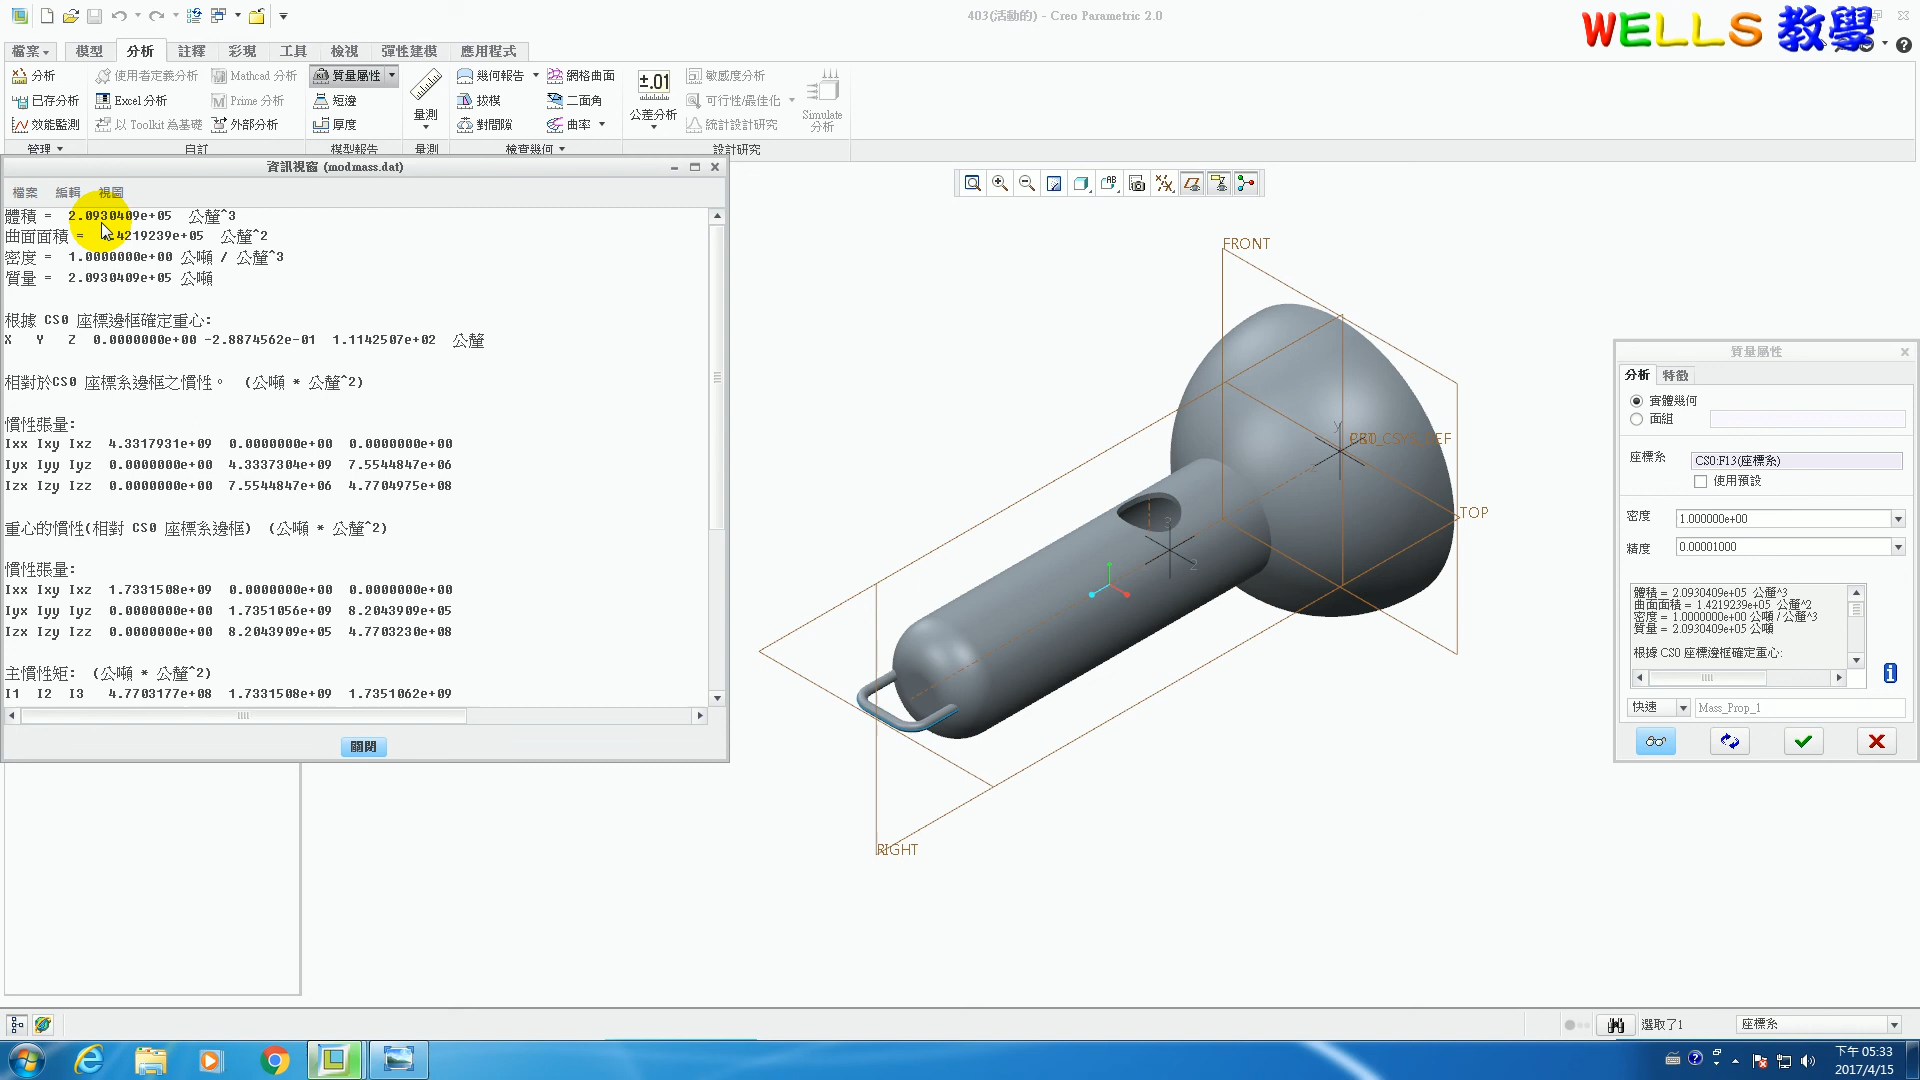 403(活動的) - Creo Parametric 2.0
WELLS 教學
檔案 模型 分析 註釋 彩現 工具 檢視 彈性建模 應用程式
分析 使用者定義分析 Mathcad 分析 質量屬性 幾何報告 網格曲面 敏感度分析
已存分析 Excel 分析 Prime 分析 短邊 拔模 二面角 可行性/最佳化
效能監測 以 Toolkit 為基礎 外部分析 厚度 量測 對間隙 曲率 ±.01 公差分析 統計設計研究 Simulate 分析
管理 自訂 模型報告 量測 檢查幾何 設計研究
資訊視窗 (modmass.dat)
檔案 編輯 視圖
體積 = 2.0930409e+05 公釐^3
曲面面積 = .4219239e+05 公釐^2
密度 = 1.0000000e+00 公噸 / 公釐^3
質量 = 2.0930409e+05 公噸
根據 CS0 座標邊框確定重心:
X Y Z 0.0000000e+00 -2.8874562e-01 1.1142507e+02 公釐
相對於CS0 座標系邊框之慣性。 (公噸 * 公釐^2)
慣性張量:
Ixx Ixy Ixz 4.3317931e+09 0.0000000e+00 0.0000000e+00
Iyx Iyy Iyz 0.0000000e+00 4.3337304e+09 7.5544847e+06
Izx Izy Izz 0.0000000e+00 7.5544847e+06 4.7704975e+08
重心的慣性(相對 CS0 座標系邊框) (公噸 * 公釐^2)
慣性張量:
Ixx Ixy Ixz 1.7331508e+09 0.0000000e+00 0.0000000e+00
Iyx Iyy Iyz 0.0000000e+00 1.7351056e+09 8.2043909e+05
Izx Izy Izz 0.0000000e+00 8.2043909e+05 4.7703230e+08
主慣性矩: (公噸 * 公釐^2)
I1 I2 I3 4.7703177e+08 1.7331508e+09 1.7351062e+09
關閉
FRONT
TOP
RIGHT
質量屬性
分析 特徵
實體幾何
面組
座標系 CS0:F13(座標系)
使用預設
密度 1.000000e+00
精度 0.00001000
體積 = 2.0930409e+05 公釐^3
曲面面積 = 1.4219239e+05 公釐^2
密度 = 1.0000000e+00 公噸 / 公釐^3
質量 = 2.0930409e+05 公噸
根據 CS0 座標邊框確定重心:
快速 Mass_Prop_1
選取了1 座標系
下午 05:33
2017/4/15